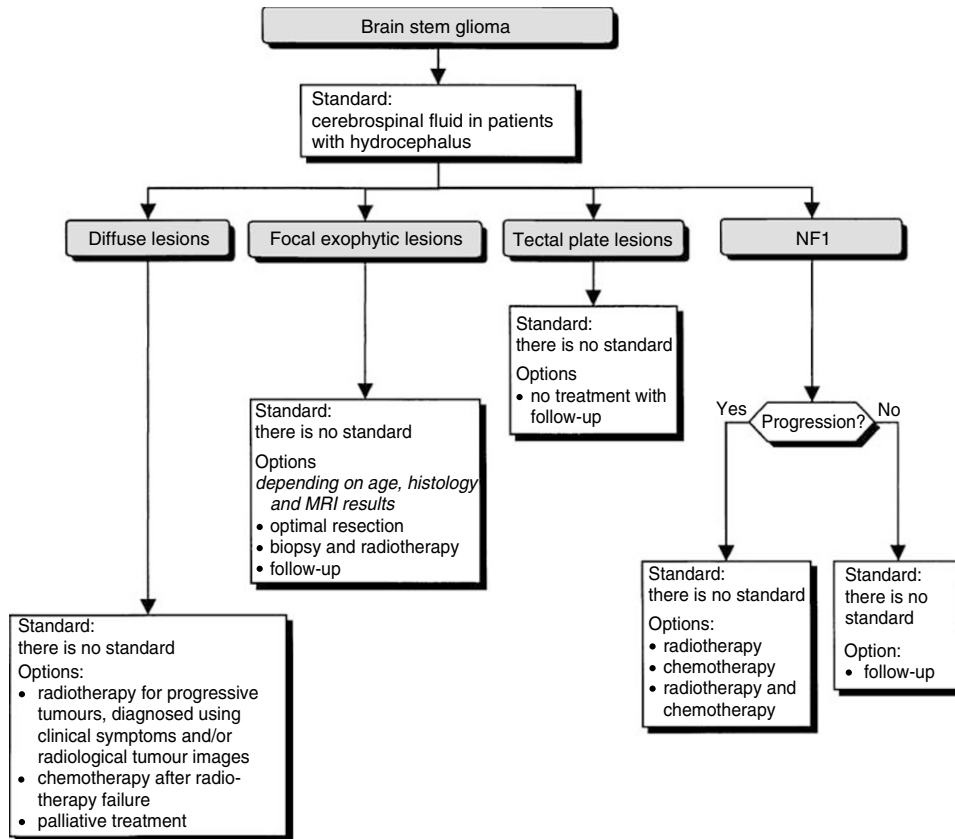 Brain stem glioma
Standard:
cerebrospinal fluid in patients
with hydrocephalus
Diffuse lesions
Focal exophytic lesions
Tectal plate lesions
NF1
Standard:
there is no standard
Options:
• radiotherapy for progressive
tumours, diagnosed using
clinical symptoms and/or
radiological tumour images
• chemotherapy after radio-
therapy failure
• palliative treatment
Standard:
there is no standard
Options
depending on age, histology
and MRI results
• optimal resection
• biopsy and radiotherapy
• follow-up
Standard:
there is no standard
Options
• no treatment with
follow-up
Progression?
Yes
No
Standard:
there is no standard
Options:
• radiotherapy
• chemotherapy
• radiotherapy and
chemotherapy
Standard:
there is no
standard
Option:
• follow-up